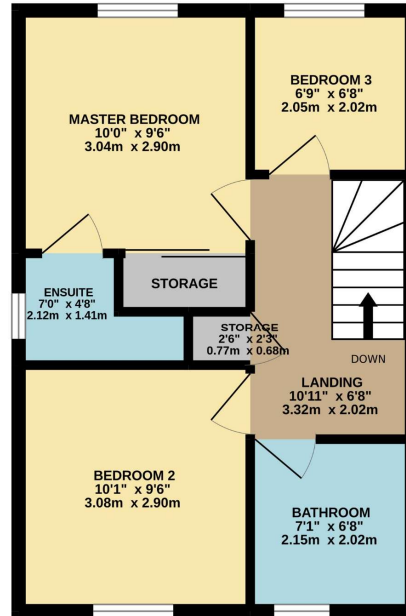 BEDROOM 3
6'9" x 6'8"
2.05m x 2.02m
MASTER BEDROOM
10'0" x 9'6"
3.04m x 2.90m
STORAGE
ENSUITE
7'0" x 4'8"
2.12m x 1.41m
STORAGE
2'6" x 2'3"
0.77m x 0.68m
DOWN
LANDING
10'11" x 6'8"
3.32m x 2.02m
BEDROOM 2
10'1" x 9'6"
3.08m x 2.90m
BATHROOM
7'1" x 6'8"
2.15m x 2.02m